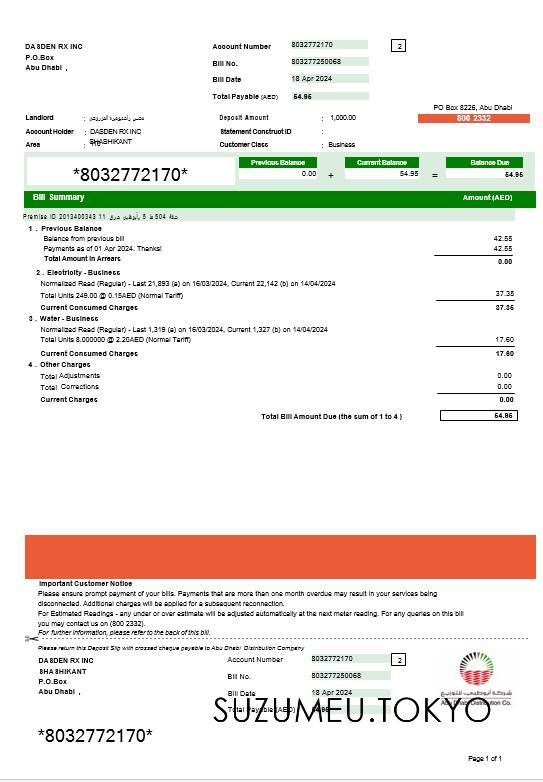 DASDEN RX INC
P.O.Box
Abu Dhabi ,
Account Number 8032772170 2
Bill No. 803277250068
Bill Date 18 Apr 2024
Total Payable (AED) 54.95
PO Box 8226, Abu Dhabi
800 2332
Landlord :
Deposit Amount : 1,000.00
Account Holder : DASDEN RX INC
SHASHIKANT
Statement Construct ID :
Area :
Customer Class : Business
*8032772170*
Previous Balance Current Balance Balance Due
0.00 + 54.95 = 54.95
Bill Summary Amount (AED)
Premise ID 2013400343
1 . Previous Balance
Balance from previous bill 42.55
Payments as of 01 Apr 2024. Thanks! 42.55
Total Amount in Arrears 0.00
2 . Electricity - Business
Normalized Read (Regular) - Last 21,893 (a) on 16/03/2024, Current 22,142 (b) on 14/04/2024
Total Units 249.00 @ 0.15AED (Normal Tariff) 37.35
Current Consumed Charges 37.35
3 . Water - Business
Normalized Read (Regular) - Last 1,319 (a) on 16/03/2024, Current 1,327 (b) on 14/04/2024
Total Units 8.000000 @ 2.20AED (Normal Tariff) 17.60
Current Consumed Charges 17.60
4 . Other Charges
Total Adjustments 0.00
Total Corrections 0.00
Current Charges 0.00
Total Bill Amount Due (the sum of 1 to 4 ) 54.95
Important Customer Notice
Please ensure prompt payment of your bills. Payments that are more than one month overdue may result in your services being
disconnected. Additional charges will be applied for a subsequent reconnection.
For Estimated Readings - any under or over estimate will be adjusted automatically at the next meter reading. For any queries on this bill
you may contact us on (800 2332).
For further information, please refer to the back of this bill.
Please return this Deposit Slip with crossed cheque payable to Abu Dhabi Distribution Company
DASDEN RX INC
SHASHIKANT
P.O.Box
Abu Dhabi ,
Account Number 8032772170 2
Bill No. 803277250068
Bill Date 18 Apr 2024
Total Payable (AED) 54.95
شركة أبوظبي للتوزيع
Abu Dhabi Distribution Co.
SUZUMEU.TOKYO
*8032772170*
Page 1 of 1